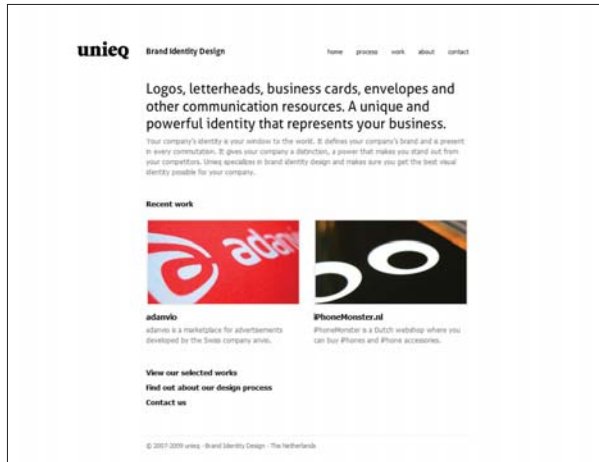 unieq
Brand Identity Design
home process work about contact
Logos, letterheads, business cards, envelopes and
other communication resources. A unique and
powerful identity that represents your business.
Your company's identity is your window to the world. It defines your company's brand and is present
in every commutation. It gives your company a distinction, a power that makes you stand out from
your competitors. Unieq specializes in brand identity design and makes sure you get the best visual
identity possible for your company.
Recent work
adanvio
adanvio
iPhoneMonster.nl
adanvio is a marketplace for advertisements
developed by the Swiss company anvei.
iPhoneMonster is a Dutch webshop where you
can buy iPhones and iPhone accessories.
View our selected works
Find out about our design process
Contact us
© 2007-2009 unieq - Brand Identity Design - The Netherlands